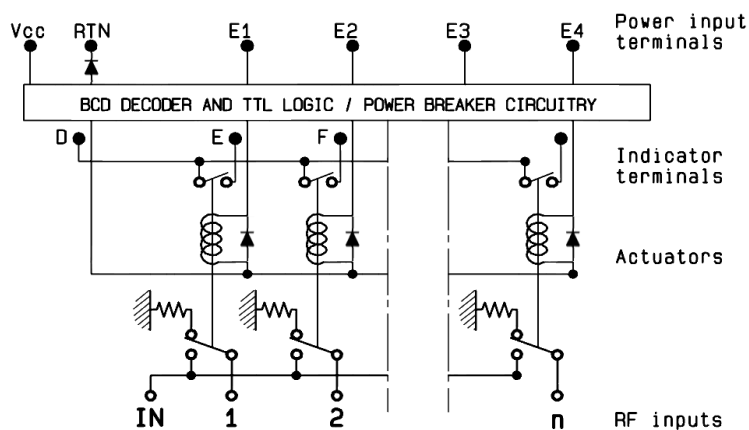 Vcc RTN E1 E2 E3 E4 Power input
terminals
BCD DECODER AND TTL LOGIC / POWER BREAKER CIRCUITRY
D E F
Indicator
terminals
Actuators
IN 1 2 n RF inputs